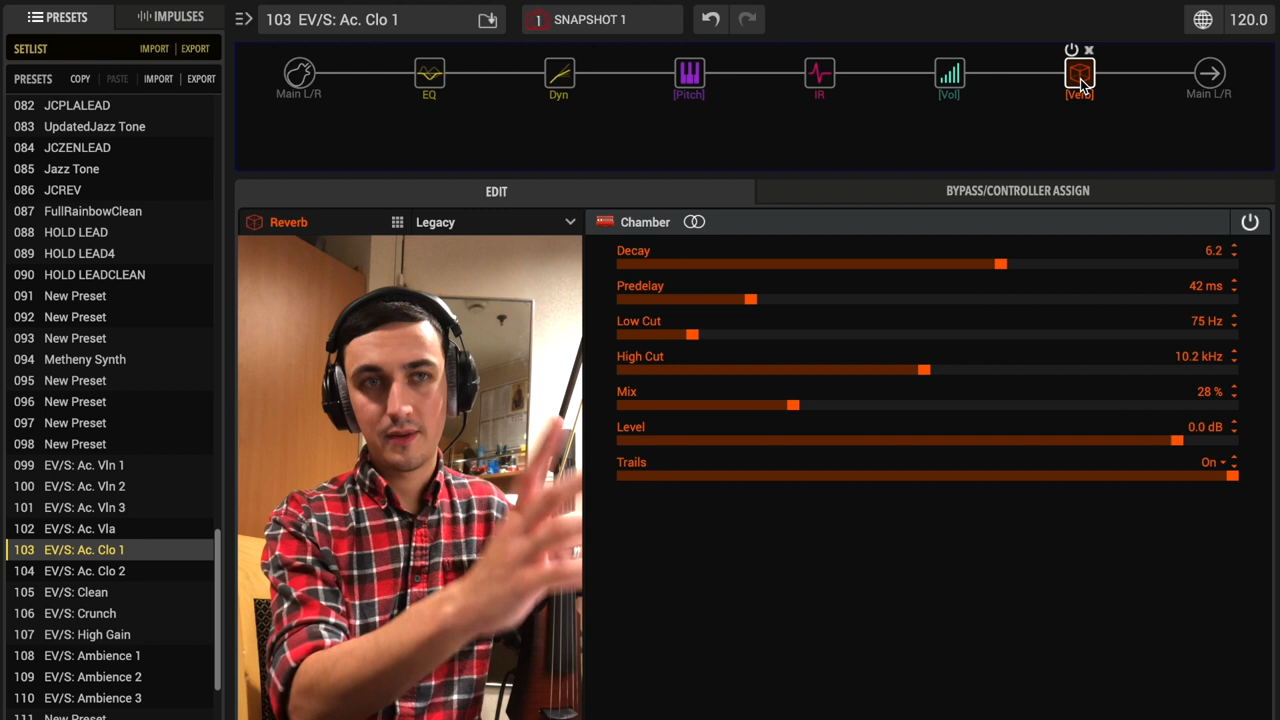 PRESETS
IMPULSES
103 EV/S: Ac. Clo 1
1 SNAPSHOT 1
120.0
SETLIST IMPORT | EXPORT
PRESETS COPY PASTE IMPORT | EXPORT
082 JCPLALEAD
083 UpdatedJazz Tone
084 JCZENLEAD
085 Jazz Tone
086 JCREV
087 FullRainbowClean
088 HOLD LEAD
089 HOLD LEAD4
090 HOLD LEADCLEAN
091 New Preset
092 New Preset
093 New Preset
094 Metheny Synth
095 New Preset
096 New Preset
097 New Preset
098 New Preset
099 EV/S: Ac. Vln 1
100 EV/S: Ac. Vln 2
101 EV/S: Ac. Vln 3
102 EV/S: Ac. Vla
103 EV/S: Ac. Clo 1
104 EV/S: Ac. Clo 2
105 EV/S: Clean
106 EV/S: Crunch
107 EV/S: High Gain
108 EV/S: Ambience 1
109 EV/S: Ambience 2
110 EV/S: Ambience 3
111 New Preset
Main L/R
EQ
Dyn
[Pitch]
IR
[Vol]
[Verb]
Main L/R
EDIT
BYPASS/CONTROLLER ASSIGN
Reverb
Legacy
Chamber
Decay 6.2
Predelay 42 ms
Low Cut 75 Hz
High Cut 10.2 kHz
Mix 28 %
Level 0.0 dB
Trails On